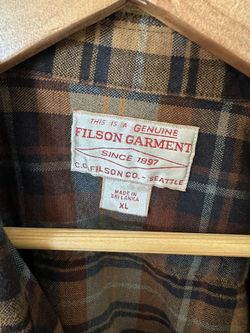 THIS IS A GENUINE
FILSON GARMENT
SINCE 1897
C.C. FILSON CO. - SEATTLE
MADE IN
SRI LANKA
XL